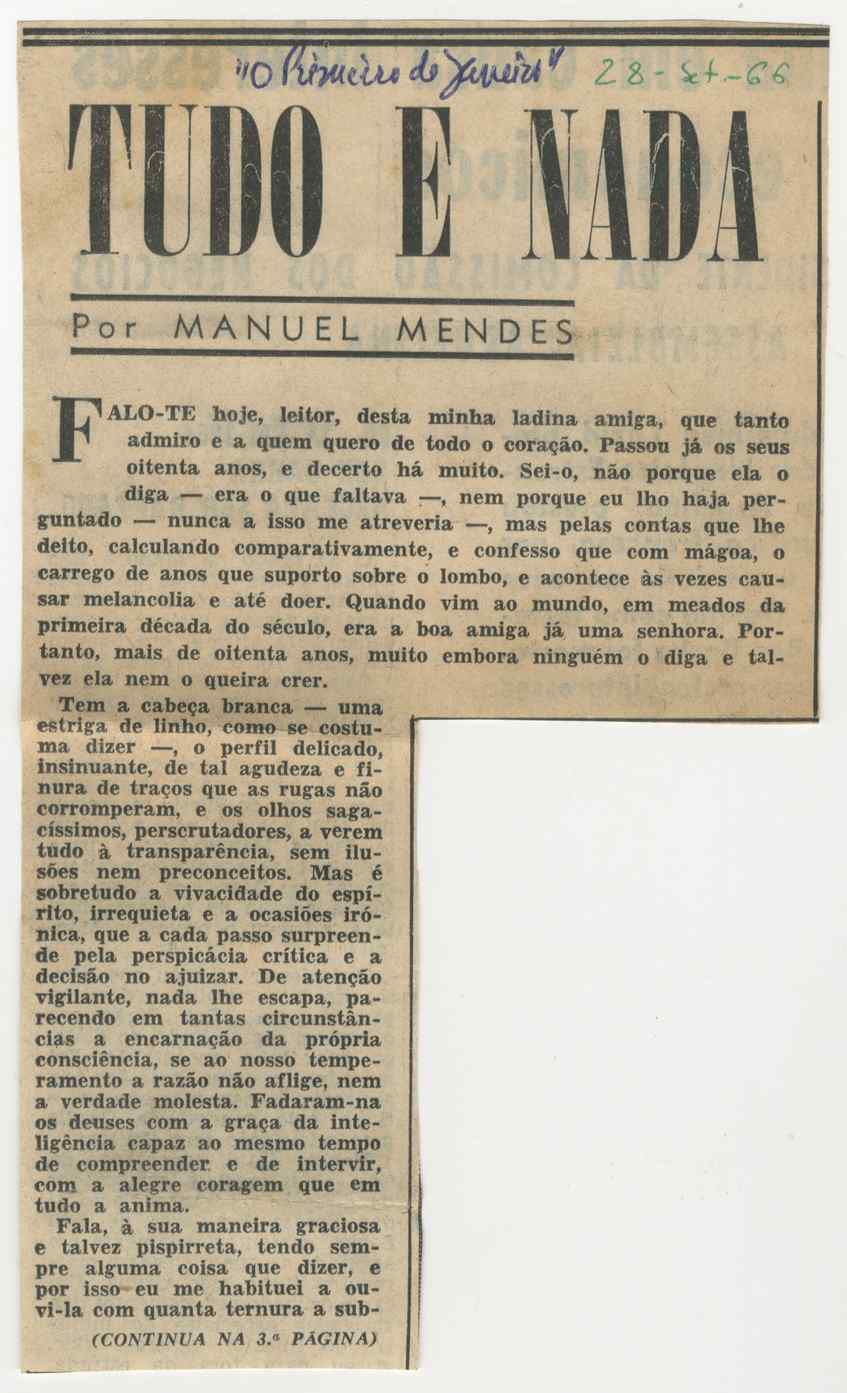 "O Primeiro de Janeiro" 28-Set-66
TUDO E NADA
Por MANUEL MENDES
FALO-TE hoje, leitor, desta minha ladina amiga, que tanto
admiro e a quem quero de todo o coração. Passou já os seus
oitenta anos, e decerto há muito. Sei-o, não porque ela o
diga — era o que faltava —, nem porque eu lho haja per-
guntado — nunca a isso me atreveria —, mas pelas contas que lhe
deito, calculando comparativamente, e confesso que com mágoa, o
carrego de anos que suporto sobre o lombo, e acontece às vezes cau-
sar melancolia e até doer. Quando vim ao mundo, em meados da
primeira década do século, era a boa amiga já uma senhora. Por-
tanto, mais de oitenta anos, muito embora ninguém o diga e tal-
vez ela nem o queira crer.
Tem a cabeça branca — uma
estriga de linho, como se costu-
ma dizer —, o perfil delicado,
insinuante, de tal agudeza e fi-
nura de traços que as rugas não
corromperam, e os olhos saga-
císsimos, perscrutadores, a verem
tudo à transparência, sem ilu-
sões nem preconceitos. Mas é
sobretudo a vivacidade do espí-
rito, irrequieta e a ocasiões iró-
nica, que a cada passo surpreen-
de pela perspicácia crítica e a
decisão no ajuizar. De atenção
vigilante, nada lhe escapa, pa-
recendo em tantas circunstân-
cias a encarnação da própria
consciência, se ao nosso tempe-
ramento a razão não aflige, nem
a verdade molesta. Fadaram-na
os deuses com a graça da inte-
ligência capaz ao mesmo tempo
de compreender e de intervir,
com a alegre coragem que em
tudo a anima.
Fala, à sua maneira graciosa
e talvez pispirreta, tendo sem-
pre alguma coisa que dizer, e
por isso eu me habituei a ou-
vi-la com quanta ternura a sub-
(CONTINUA NA 3.ª PÁGINA)